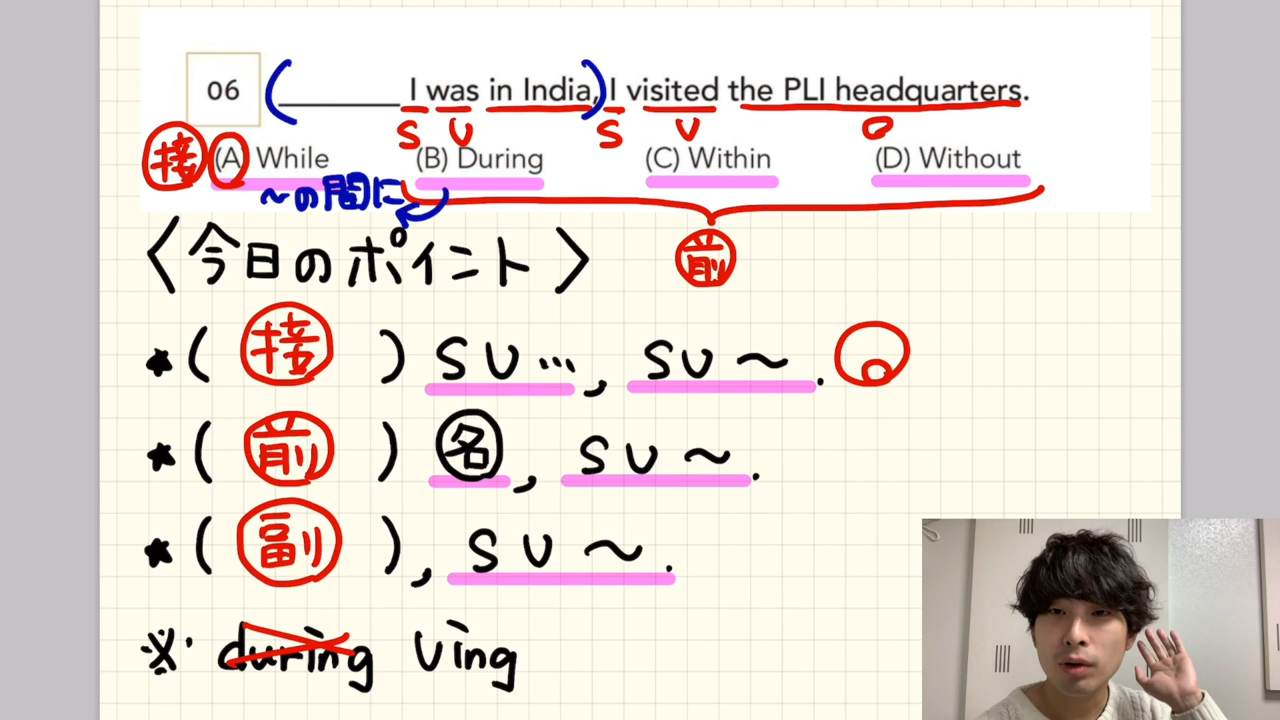 06 ( ______ I was in India,) I visited the PLI headquarters.
S V S V O
接 (A) While (B) During (C) Within (D) Without
~の間に
前
〈今日のポイント〉
★( 接 ) S V …, S V ~.
★( 前 ) 名, S V ~.
★( 副 ), S V ~.
※ during Ving